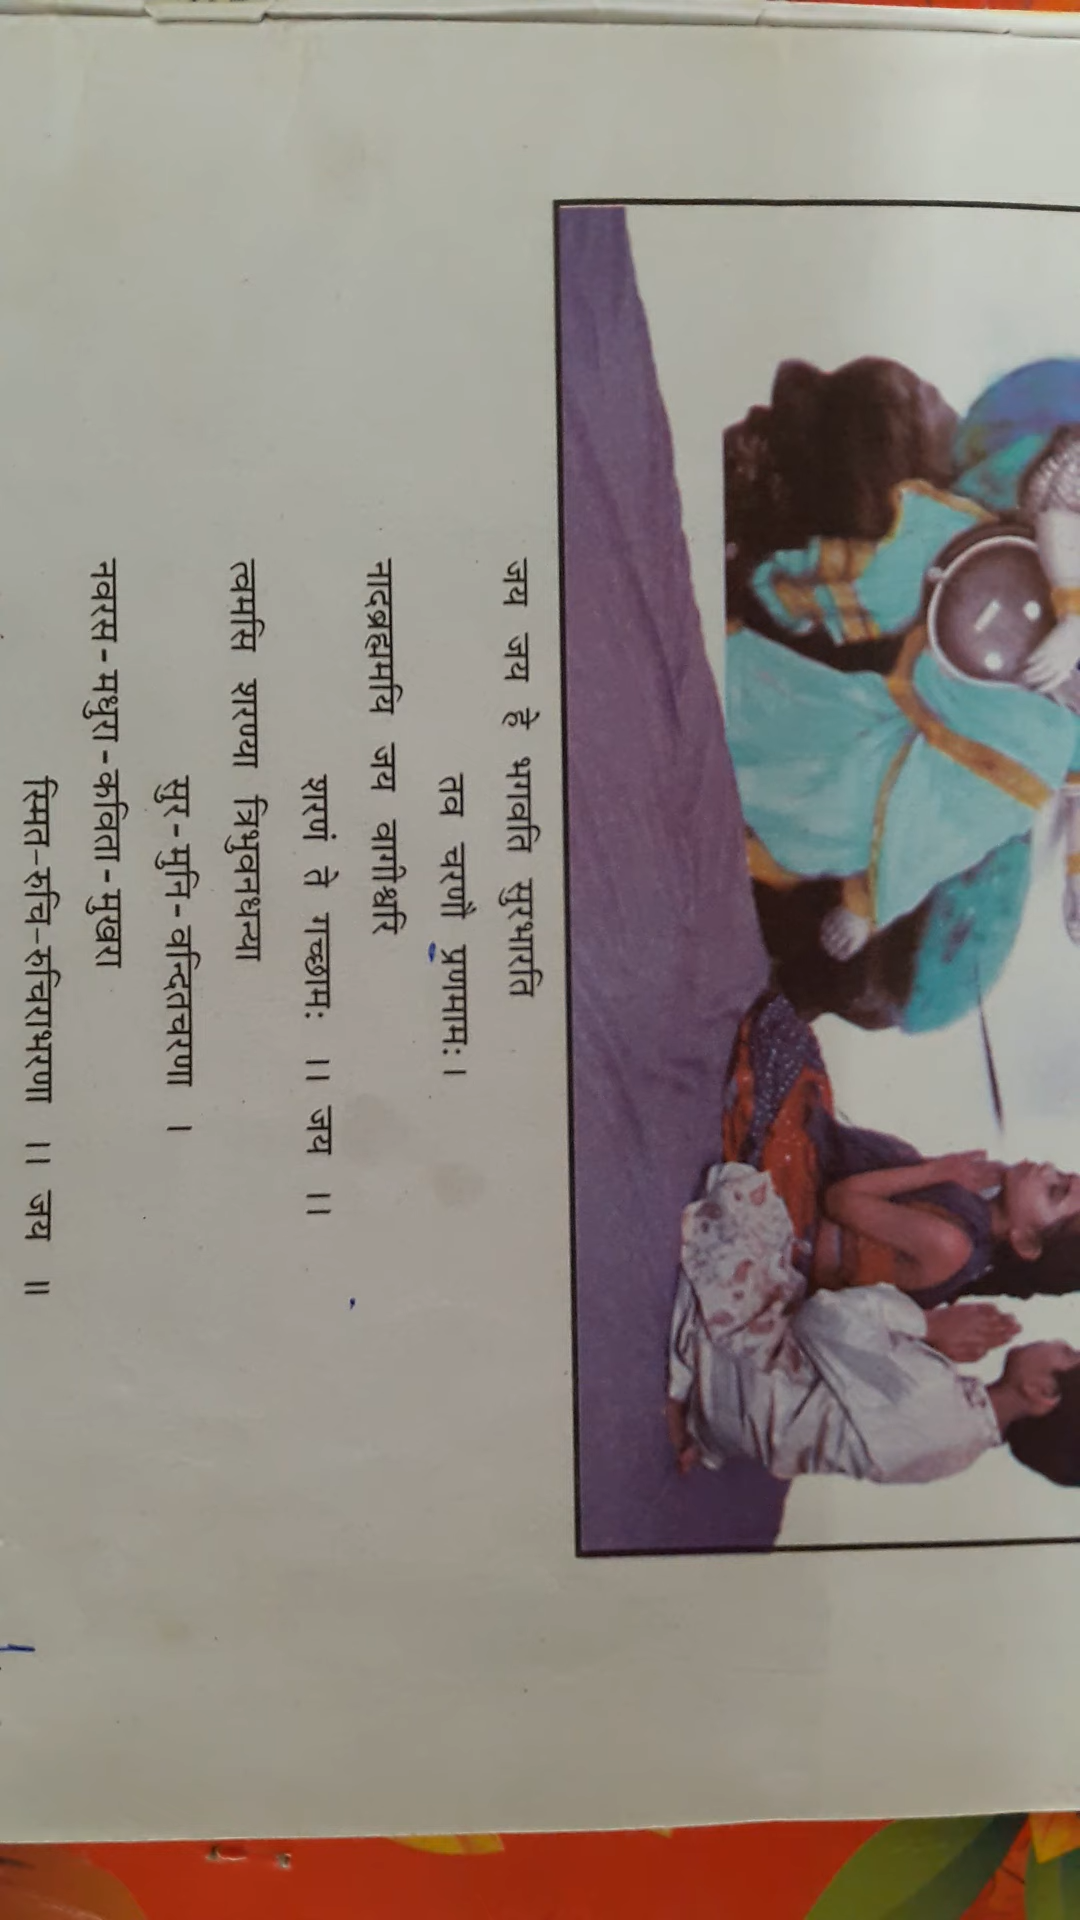 जय जय हे भगवति सुरभारति
तव चरणौ प्रणमामः।
नादब्रह्ममयि जय वागीश्वरि
शरणं ते गच्छामः ।। जय ।।
त्वमसि शरण्या त्रिभुवनधन्या
सुर-मुनि-वन्दितचरणा ।
नवरस-मधुरा-कविता-मुखरा
स्मित-रुचि-रुचिराभरणा ।। जय ॥